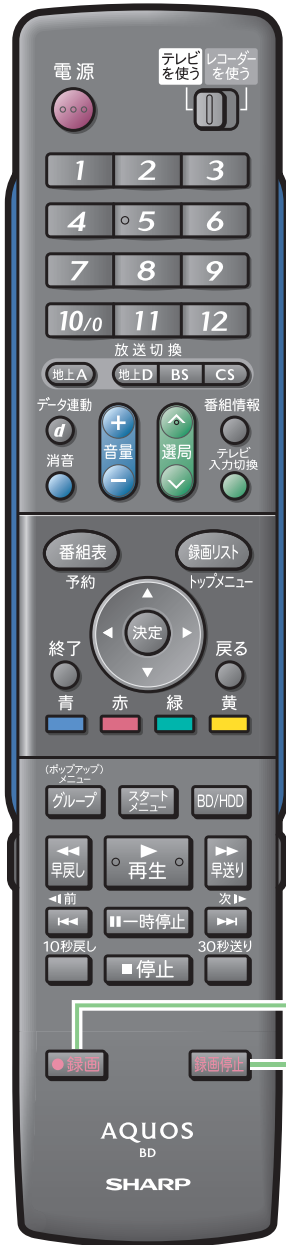 電源
テレビを使う
レコーダーを使う
1 2 3
4 5 6
7 8 9
10/0 11 12
放送切換
地上A 地上D BS CS
データ連動
d
消音
+
音量
−
選局
番組情報
テレビ入力切換
番組表
予約
録画リスト
トップメニュー
決定
終了
戻る
青 赤 緑 黄
(ポップアップ)メニュー
グループ
スタートメニュー
BD/HDD
早戻し
再生
早送り
前
一時停止
次
10秒戻し
停止
30秒送り
録画
録画停止
AQUOS
BD
SHARP